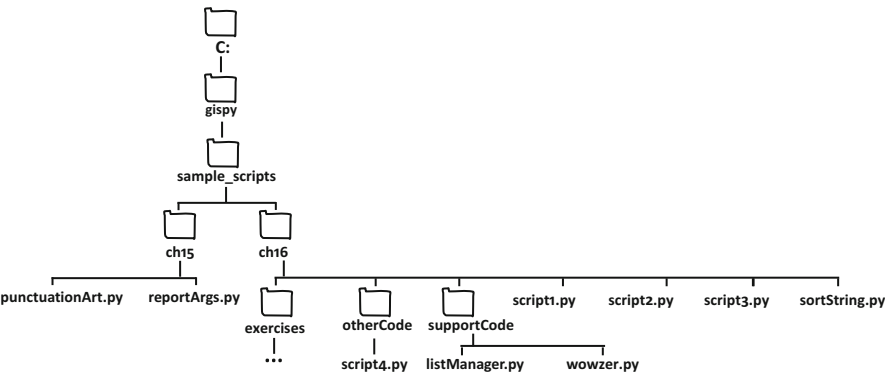 C:
gispy
sample_scripts
ch15 ch16
punctuationArt.py reportArgs.py script1.py script2.py script3.py sortString.py
exercises otherCode supportCode
... script4.py listManager.py wowzer.py